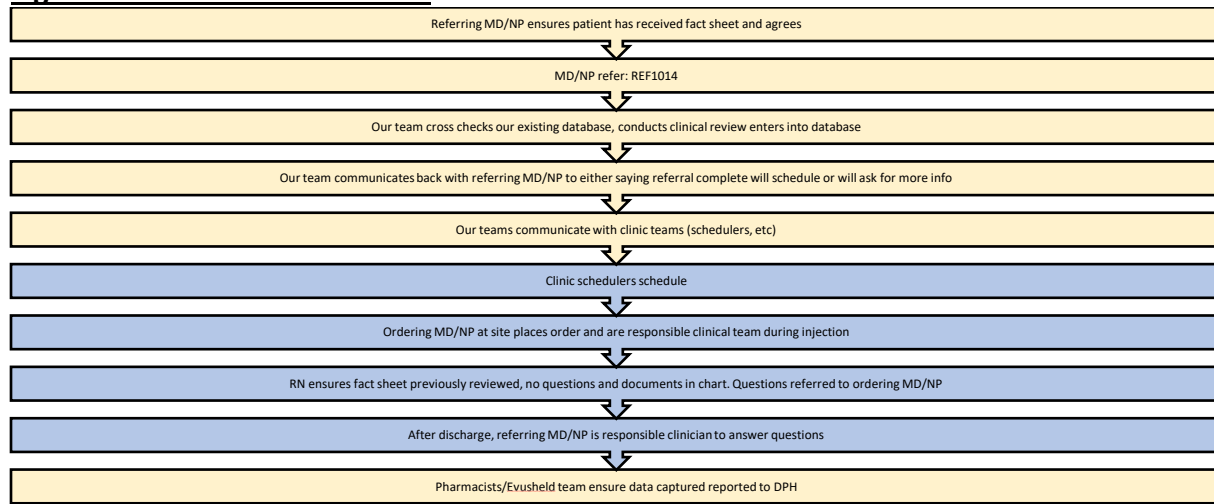 Referring MD/NP ensures patient has received fact sheet and agrees
MD/NP refer: REF1014
Our team cross checks our existing database, conducts clinical review enters into database
Our team communicates back with referring MD/NP to either saying referral complete will schedule or will ask for more info
Our teams communicate with clinic teams (schedulers, etc)
Clinic schedulers schedule
Ordering MD/NP at site places order and are responsible clinical team during injection
RN ensures fact sheet previously reviewed, no questions and documents in chart. Questions referred to ordering MD/NP
After discharge, referring MD/NP is responsible clinician to answer questions
Pharmacists/Evusheld team ensure data captured reported to DPH